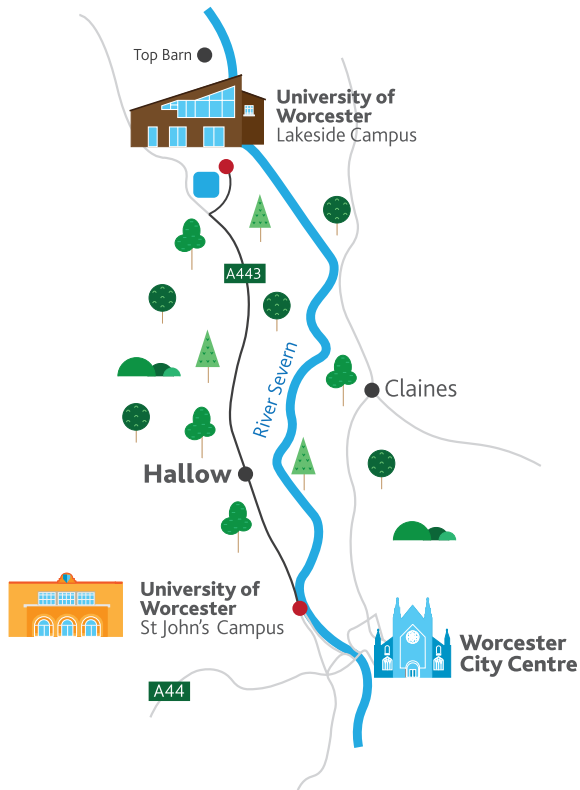 Top Barn
University of
Worcester
Lakeside Campus
A443
River Severn
Claines
Hallow
University of
Worcester
St John's Campus
Worcester
City Centre
A44